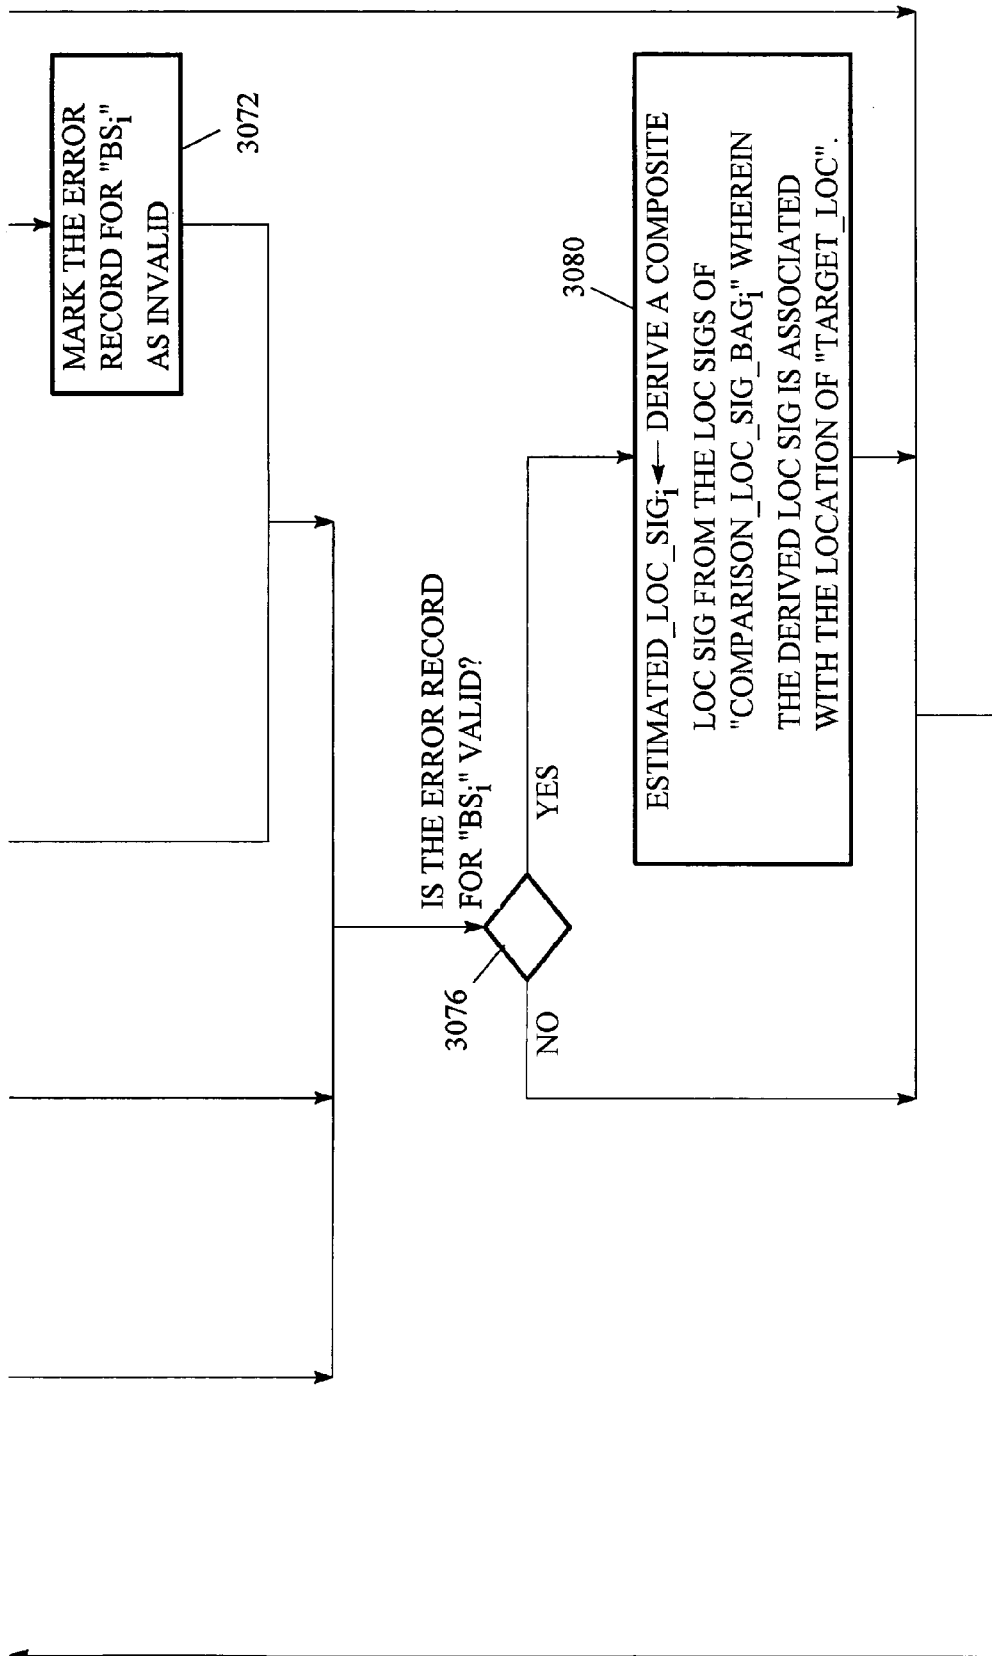 MARK THE ERROR
RECORD FOR "BSi"
AS INVALID
3072
IS THE ERROR RECORD
FOR "BSi" VALID?
3076
NO
YES
3080
ESTIMATED_LOC_SIGi ← DERIVE A COMPOSITE
LOC SIG FROM THE LOC SIGS OF
"COMPARISON_LOC_SIG_BAGi" WHEREIN
THE DERIVED LOC SIG IS ASSOCIATED
WITH THE LOCATION OF "TARGET_LOC".